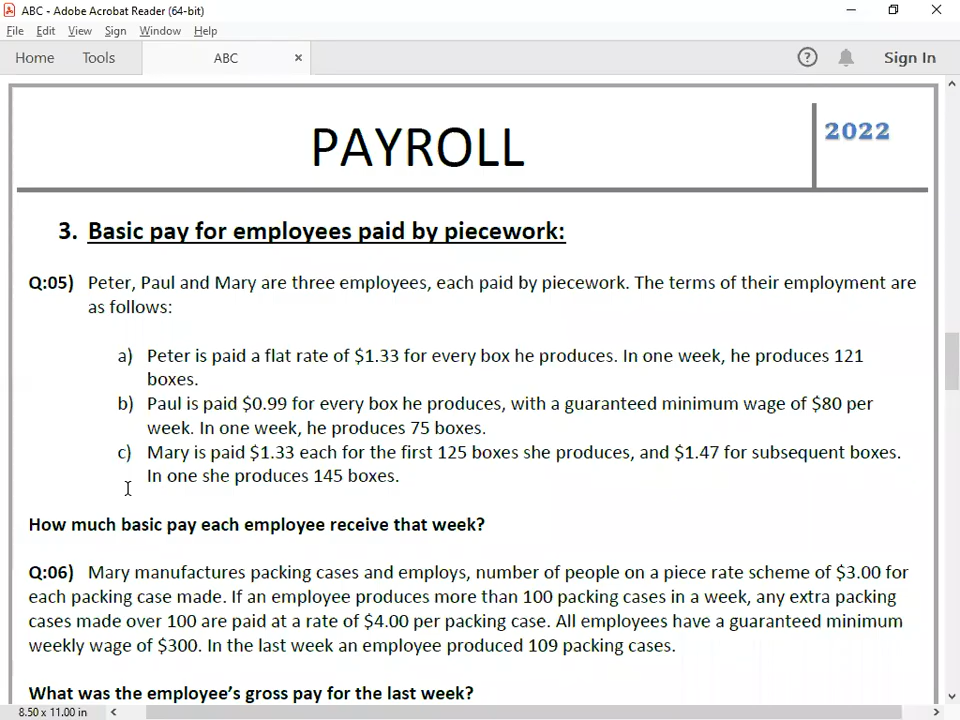 ABC - Adobe Acrobat Reader (64-bit)
File Edit View Sign Window Help
Home Tools ABC × ? Sign In
PAYROLL
2022
3. Basic pay for employees paid by piecework:
Q:05) Peter, Paul and Mary are three employees, each paid by piecework. The terms of their employment are
as follows:
a) Peter is paid a flat rate of $1.33 for every box he produces. In one week, he produces 121
boxes.
b) Paul is paid $0.99 for every box he produces, with a guaranteed minimum wage of $80 per
week. In one week, he produces 75 boxes.
c) Mary is paid $1.33 each for the first 125 boxes she produces, and $1.47 for subsequent boxes.
In one she produces 145 boxes.
How much basic pay each employee receive that week?
Q:06) Mary manufactures packing cases and employs, number of people on a piece rate scheme of $3.00 for
each packing case made. If an employee produces more than 100 packing cases in a week, any extra packing
cases made over 100 are paid at a rate of $4.00 per packing case. All employees have a guaranteed minimum
weekly wage of $300. In the last week an employee produced 109 packing cases.
What was the employee's gross pay for the last week?
8.50 x 11.00 in